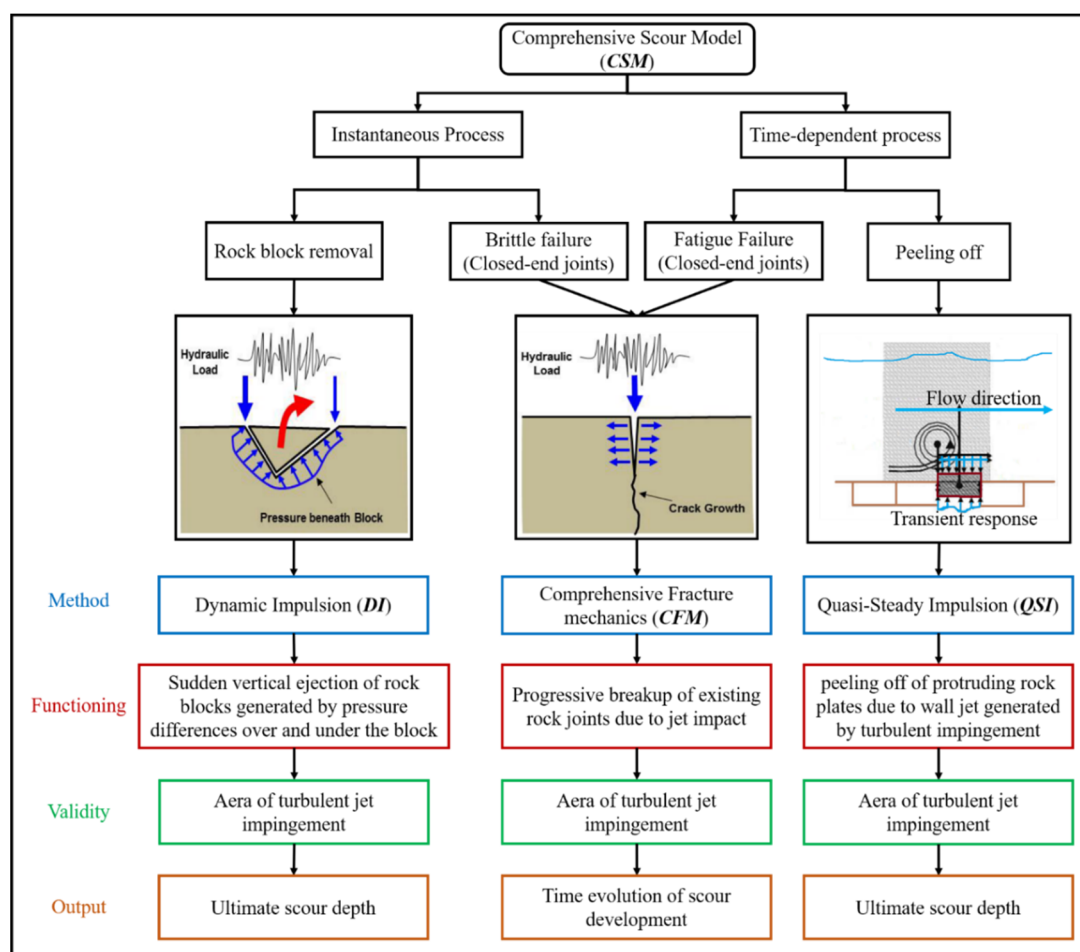 Comprehensive Scour Model
(CSM)
Instantaneous Process
Time-dependent process
Rock block removal
Brittle failure
(Closed-end joints)
Fatigue Failure
(Closed-end joints)
Peeling off
Hydraulic
Load
Pressure beneath Block
Hydraulic
Load
Crack Growth
Flow direction
Transient response
Method
Dynamic Impulsion (DI)
Comprehensive Fracture
mechanics (CFM)
Quasi-Steady Impulsion (QSI)
Functioning
Sudden vertical ejection of rock
blocks generated by pressure
differences over and under the block
Progressive breakup of existing
rock joints due to jet impact
peeling off of protruding rock
plates due to wall jet generated
by turbulent impingement
Validity
Aera of turbulent jet
impingement
Aera of turbulent jet
impingement
Aera of turbulent jet
impingement
Output
Ultimate scour depth
Time evolution of scour
development
Ultimate scour depth